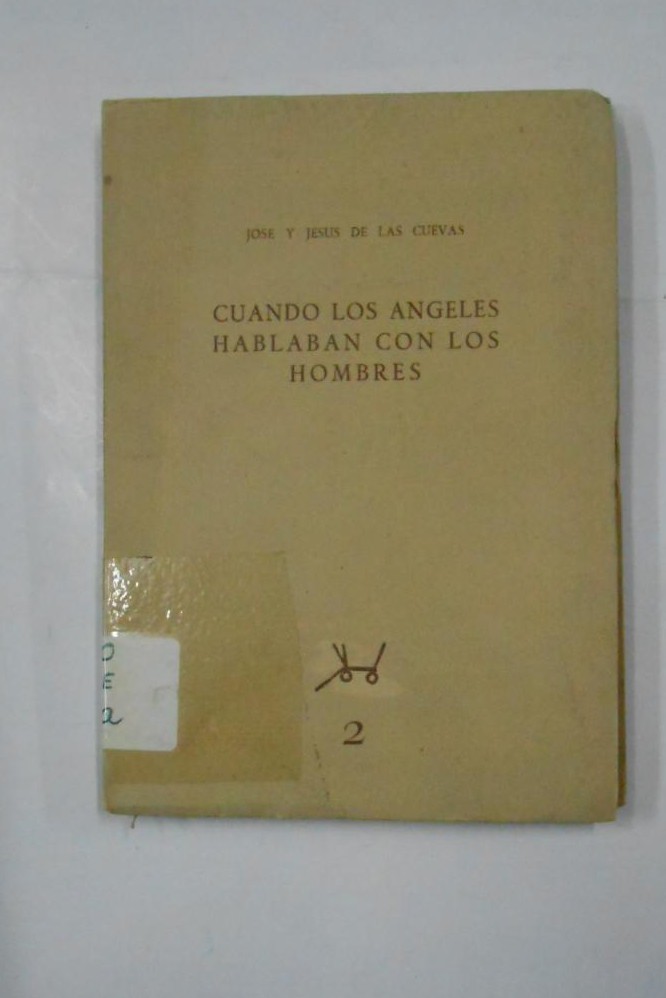 JOSE Y JESUS DE LAS CUEVAS
CUANDO LOS ANGELES
HABLABAN CON LOS
HOMBRES
O
E
a
2